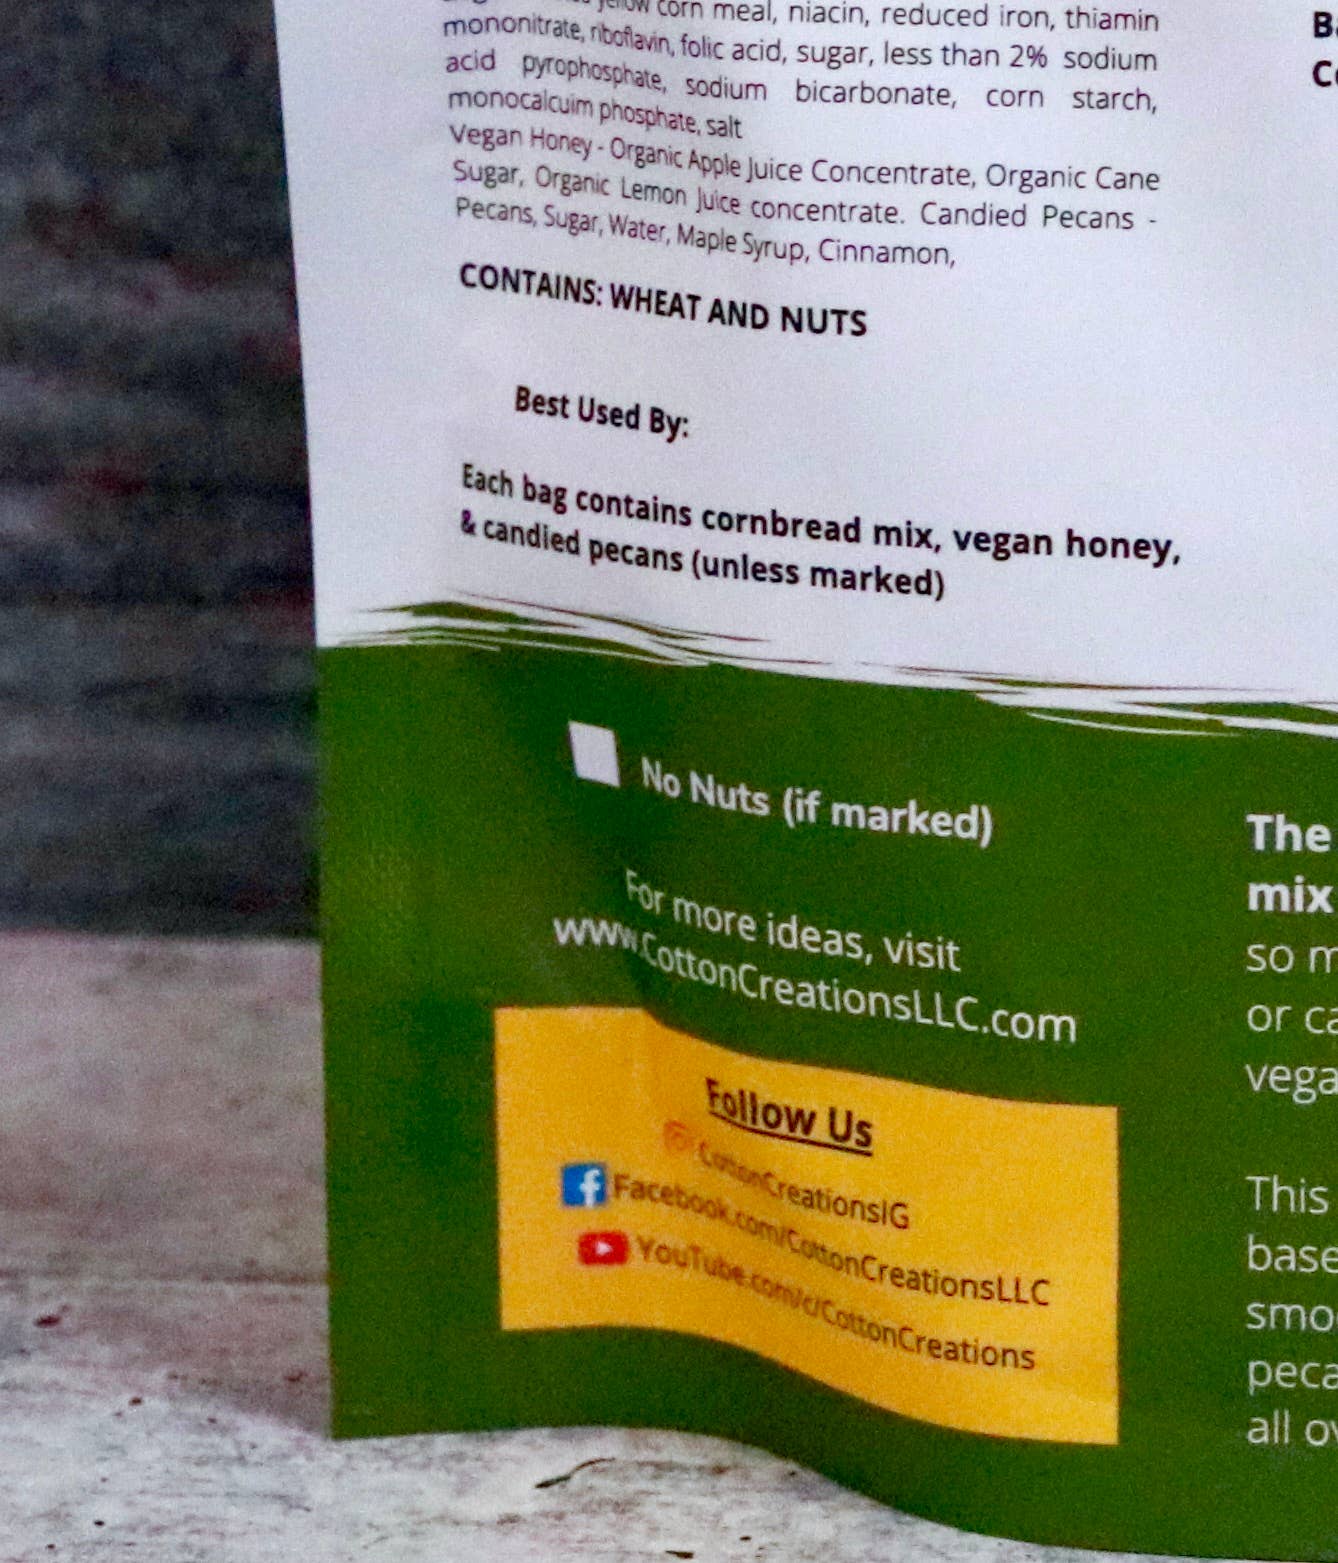 yellow corn meal, niacin, reduced iron, thiamin
mononitrate, riboflavin, folic acid, sugar, less than 2% sodium
acid pyrophosphate, sodium bicarbonate, corn starch,
monocalcuim phosphate, salt
Vegan Honey - Organic Apple Juice Concentrate, Organic Cane
Sugar, Organic Lemon Juice concentrate. Candied Pecans -
Pecans, Sugar, Water, Maple Syrup, Cinnamon,
CONTAINS: WHEAT AND NUTS
Best Used By:
Each bag contains cornbread mix, vegan honey,
& candied pecans (unless marked)
No Nuts (if marked)
For more ideas, visit
www.CottonCreationsLLC.com
Follow Us
CottonCreationsIG
Facebook.com/CottonCreationsLLC
YouTube.com/c/CottonCreations
The
mix
so
or
This
all